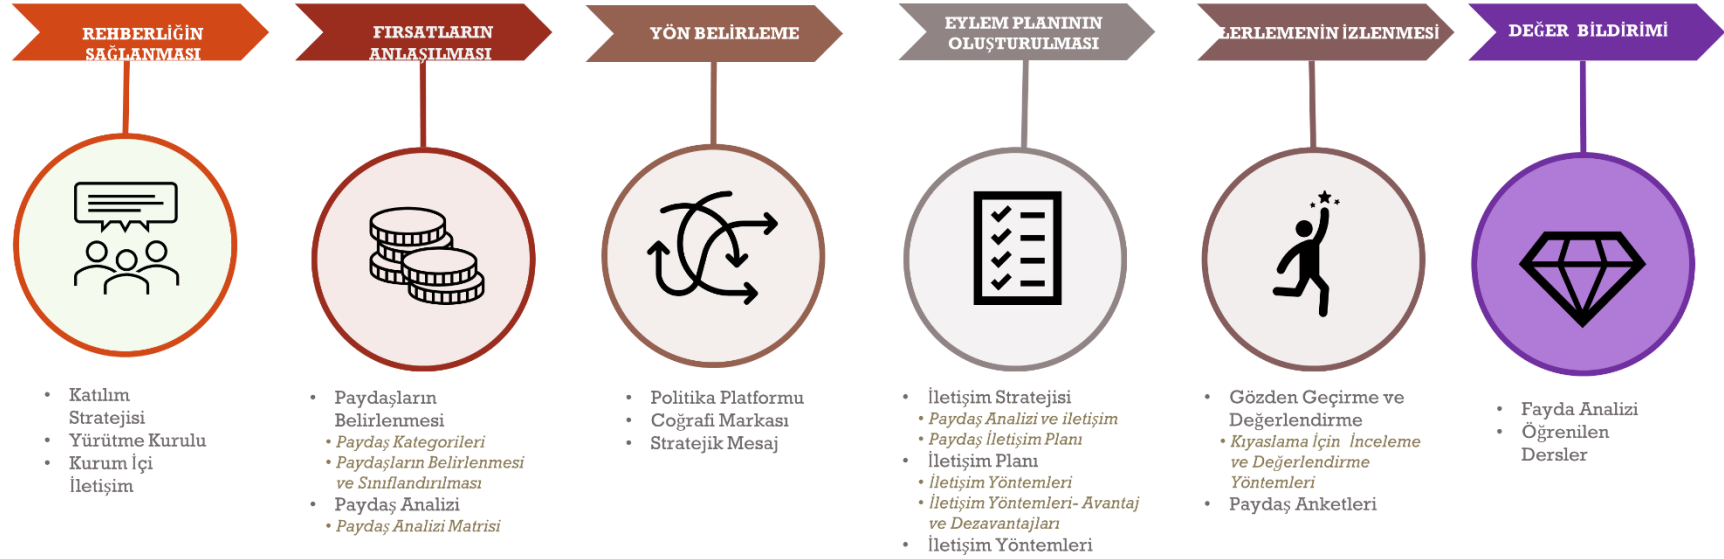 REHBERLİĞİN
SAĞLANMASI
FIRSATLARIN
ANLAŞILMASI
YÖN BELIRLEME
EYLEM PLANININ
OLUŞTURULMASI
LERLEMENİN İZLENMESİ
DEĞER BİLDİRİMİ
• Katılım
Stratejisi
• Yürütme Kurulu
• Kurum İçi
İletişim
• Paydaşların
Belirlenmesi
• Paydaş Kategorileri
• Paydaşların Belirlenmesi
ve Sınıflandırılması
• Paydaş Analizi
• Paydaş Analizi Matrisi
• Politika Platformu
• Coğrafi Markası
• Stratejik Mesaj
• İletişim Stratejisi
• Paydaş Analizi ve iletişim
• Paydaş İletişim Planı
• İletişim Planı
• İletişim Yöntemleri
• İletişim Yöntemleri- Avantaj
ve Dezavantajları
• İletişim Yöntemleri
• Gözden Geçirme ve
Değerlendirme
• Kıyaslama İçin İnceleme
ve Değerlendirme
Yöntemleri
• Paydaş Anketleri
• Fayda Analizi
• Öğrenilen
Dersler